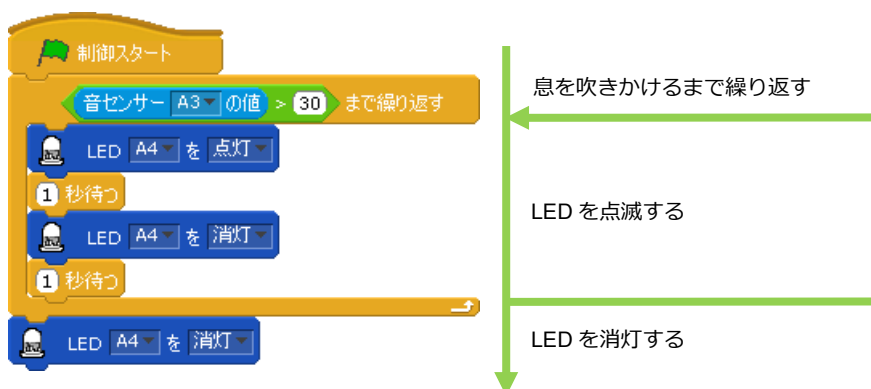 制御スタート
音センサー A3 の値 > 30 まで繰り返す
息を吹きかけるまで繰り返す
LED A4 を 点灯
1 秒待つ
LED A4 を 消灯
LED を点滅する
1 秒待つ
LED A4 を 消灯
LED を消灯する